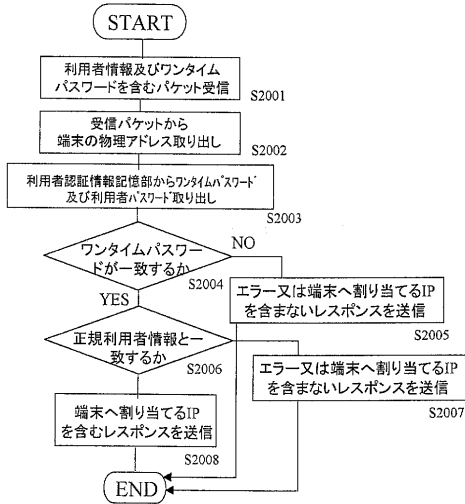 START
利用者情報及びワンタイム
パスワードを含むパケット受信
S2001
受信パケットから
端末の物理アドレス取り出し
S2002
利用者認証情報記憶部からワンタイムパスワード
及び利用者パスワード取り出し
S2003
ワンタイムパスワー
ドが一致するか
NO
S2004
YES
エラー又は端末へ割り当てるIP
を含まないレスポンスを送信
S2005
正規利用者情報と一
致するか
S2006
エラー又は端末へ割り当てるIP
を含まないレスポンスを送信
S2007
端末へ割り当てるIP
を含むレスポンスを送信
S2008
END